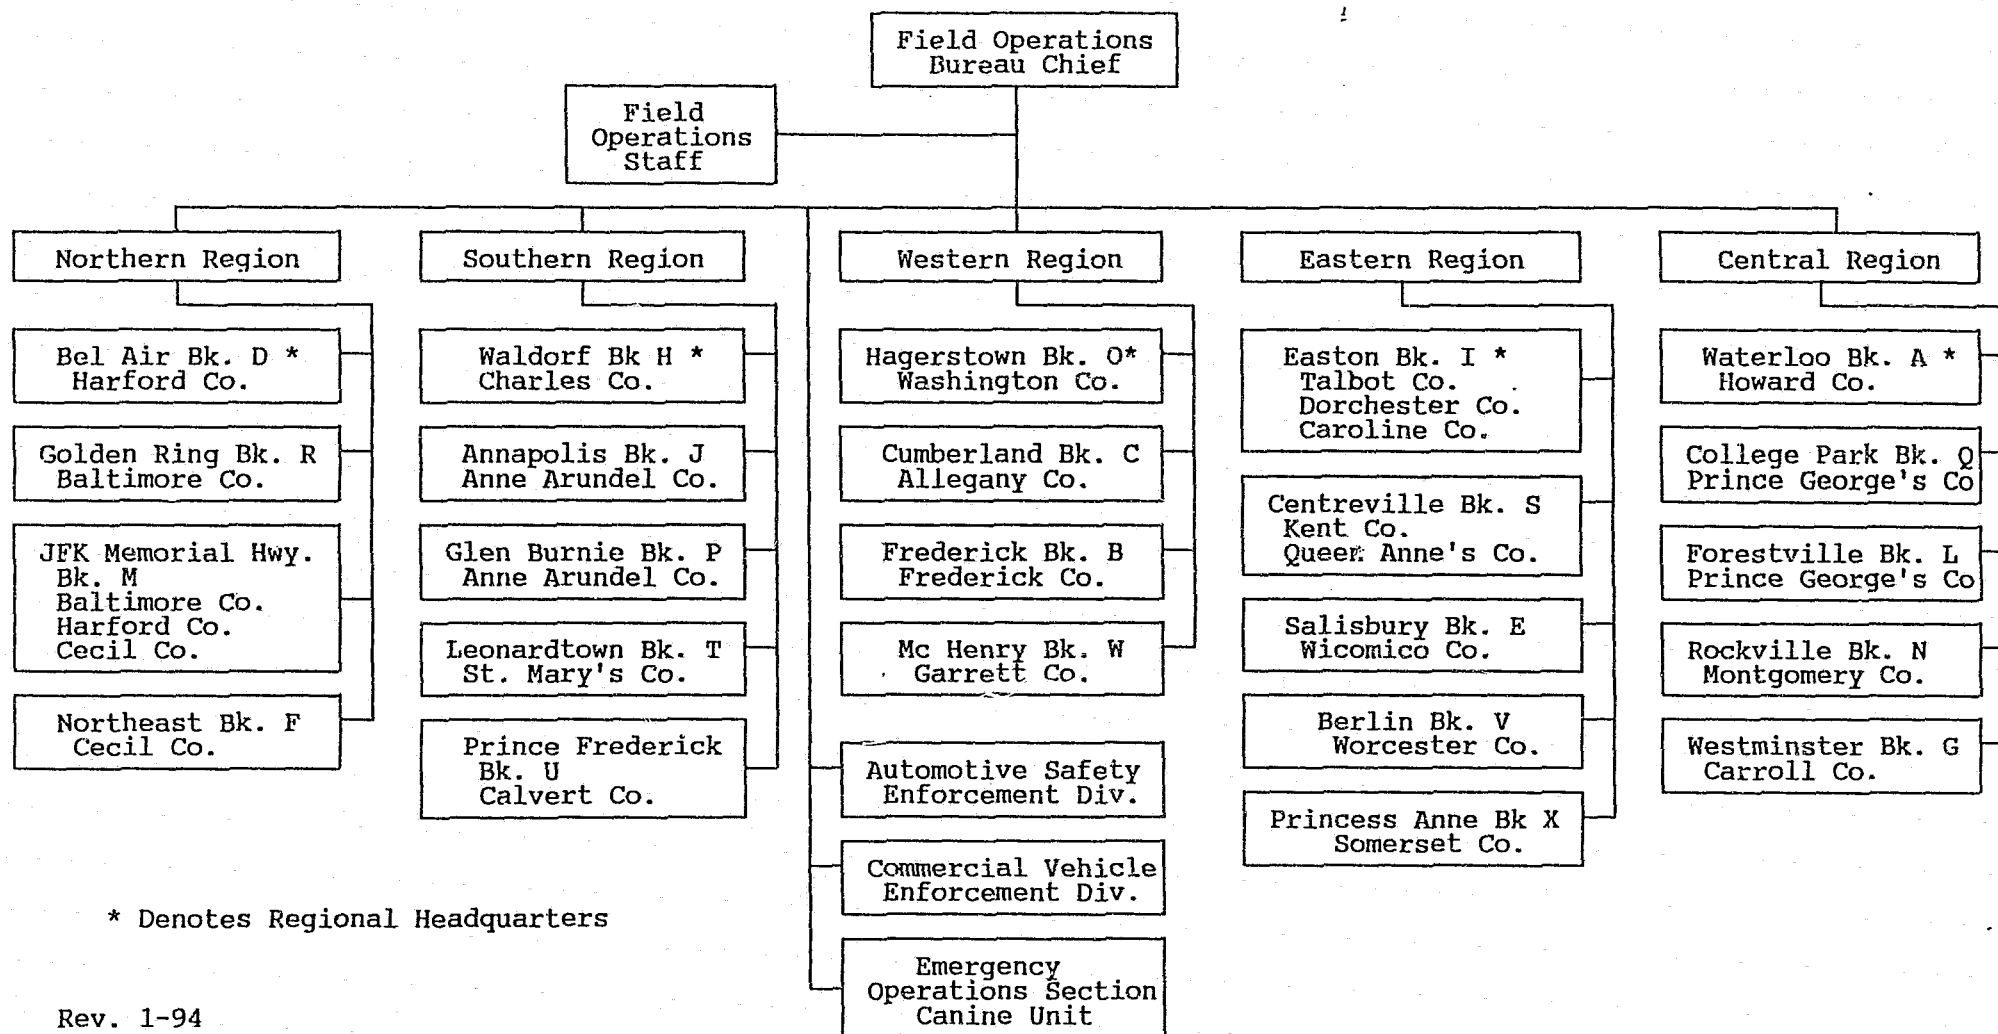 Field Operations
Bureau Chief
Field
Operations
Staff
Northern Region
Bel Air Bk. D *
Harford Co.
Golden Ring Bk. R
Baltimore Co.
JFK Memorial Hwy.
Bk. M
Baltimore Co.
Harford Co.
Cecil Co.
Northeast Bk. F
Cecil Co.
Southern Region
Waldorf Bk H *
Charles Co.
Annapolis Bk. J
Anne Arundel Co.
Glen Burnie Bk. P
Anne Arundel Co.
Leonardtown Bk. T
St. Mary's Co.
Prince Frederick
Bk. U
Calvert Co.
Western Region
Hagerstown Bk. O*
Washington Co.
Cumberland Bk. C
Allegany Co.
Frederick Bk. B
Frederick Co.
Mc Henry Bk. W
Garrett Co.
Automotive Safety
Enforcement Div.
Commercial Vehicle
Enforcement Div.
Emergency
Operations Section
Canine Unit
Eastern Region
Easton Bk. I *
Talbot Co.
Dorchester Co.
Caroline Co.
Centreville Bk. S
Kent Co.
Queen Anne's Co.
Salisbury Bk. E
Wicomico Co.
Berlin Bk. V
Worcester Co.
Princess Anne Bk X
Somerset Co.
Central Region
Waterloo Bk. A *
Howard Co.
College Park Bk. Q
Prince George's Co
Forestville Bk. L
Prince George's Co
Rockville Bk. N
Montgomery Co.
Westminster Bk. G
Carroll Co.
* Denotes Regional Headquarters
Rev. 1-94